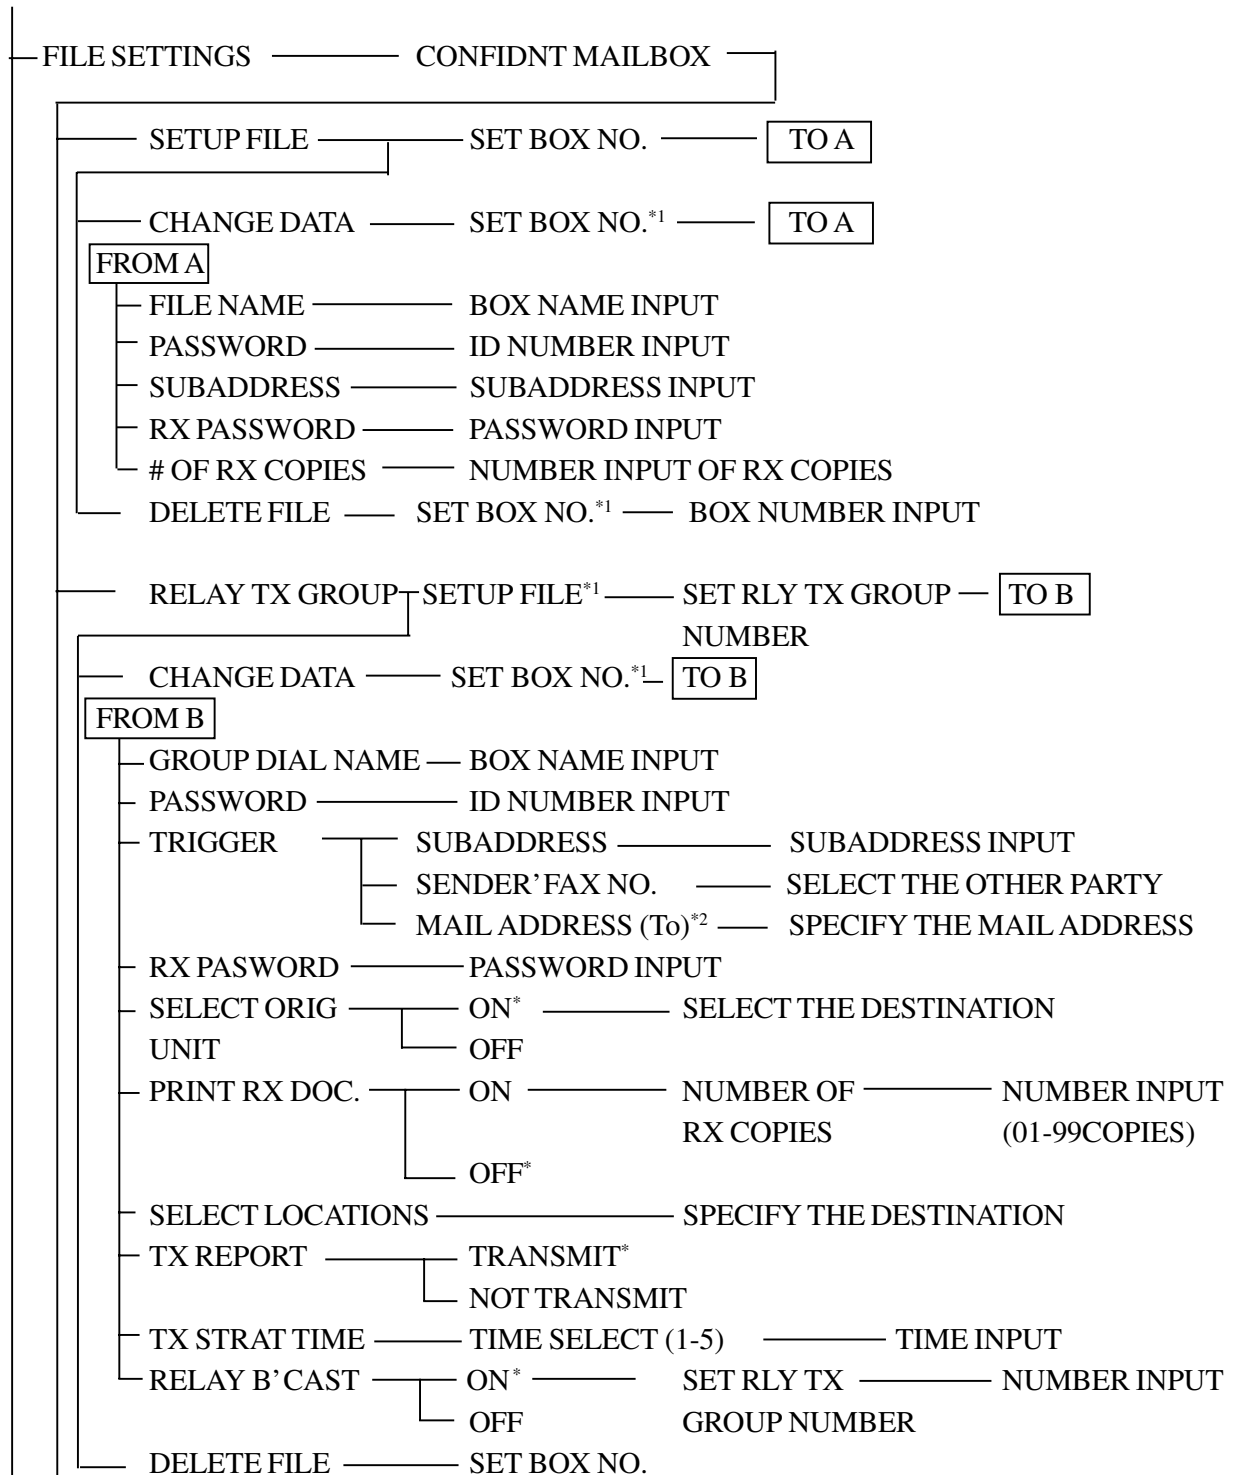 FILE SETTINGS CONFIDNT MAILBOX
SETUP FILE SET BOX NO. TO A
CHANGE DATA SET BOX NO.*1 TO A
FROM A
FILE NAME BOX NAME INPUT
PASSWORD ID NUMBER INPUT
SUBADDRESS SUBADDRESS INPUT
RX PASSWORD PASSWORD INPUT
# OF RX COPIES NUMBER INPUT OF RX COPIES
DELETE FILE SET BOX NO.*1 BOX NUMBER INPUT
RELAY TX GROUP SETUP FILE*1 SET RLY TX GROUP TO B
NUMBER
CHANGE DATA SET BOX NO.*1 TO B
FROM B
GROUP DIAL NAME BOX NAME INPUT
PASSWORD ID NUMBER INPUT
TRIGGER SUBADDRESS SUBADDRESS INPUT
SENDER' FAX NO. SELECT THE OTHER PARTY
MAIL ADDRESS (To)*2 SPECIFY THE MAIL ADDRESS
RX PASWORD PASSWORD INPUT
SELECT ORIG ON* SELECT THE DESTINATION
UNIT OFF
PRINT RX DOC. ON NUMBER OF NUMBER INPUT
RX COPIES (01-99COPIES)
OFF*
SELECT LOCATIONS SPECIFY THE DESTINATION
TX REPORT TRANSMIT*
NOT TRANSMIT
TX STRAT TIME TIME SELECT (1-5) TIME INPUT
RELAY B'CAST ON* SET RLY TX NUMBER INPUT
OFF GROUP NUMBER
DELETE FILE SET BOX NO.